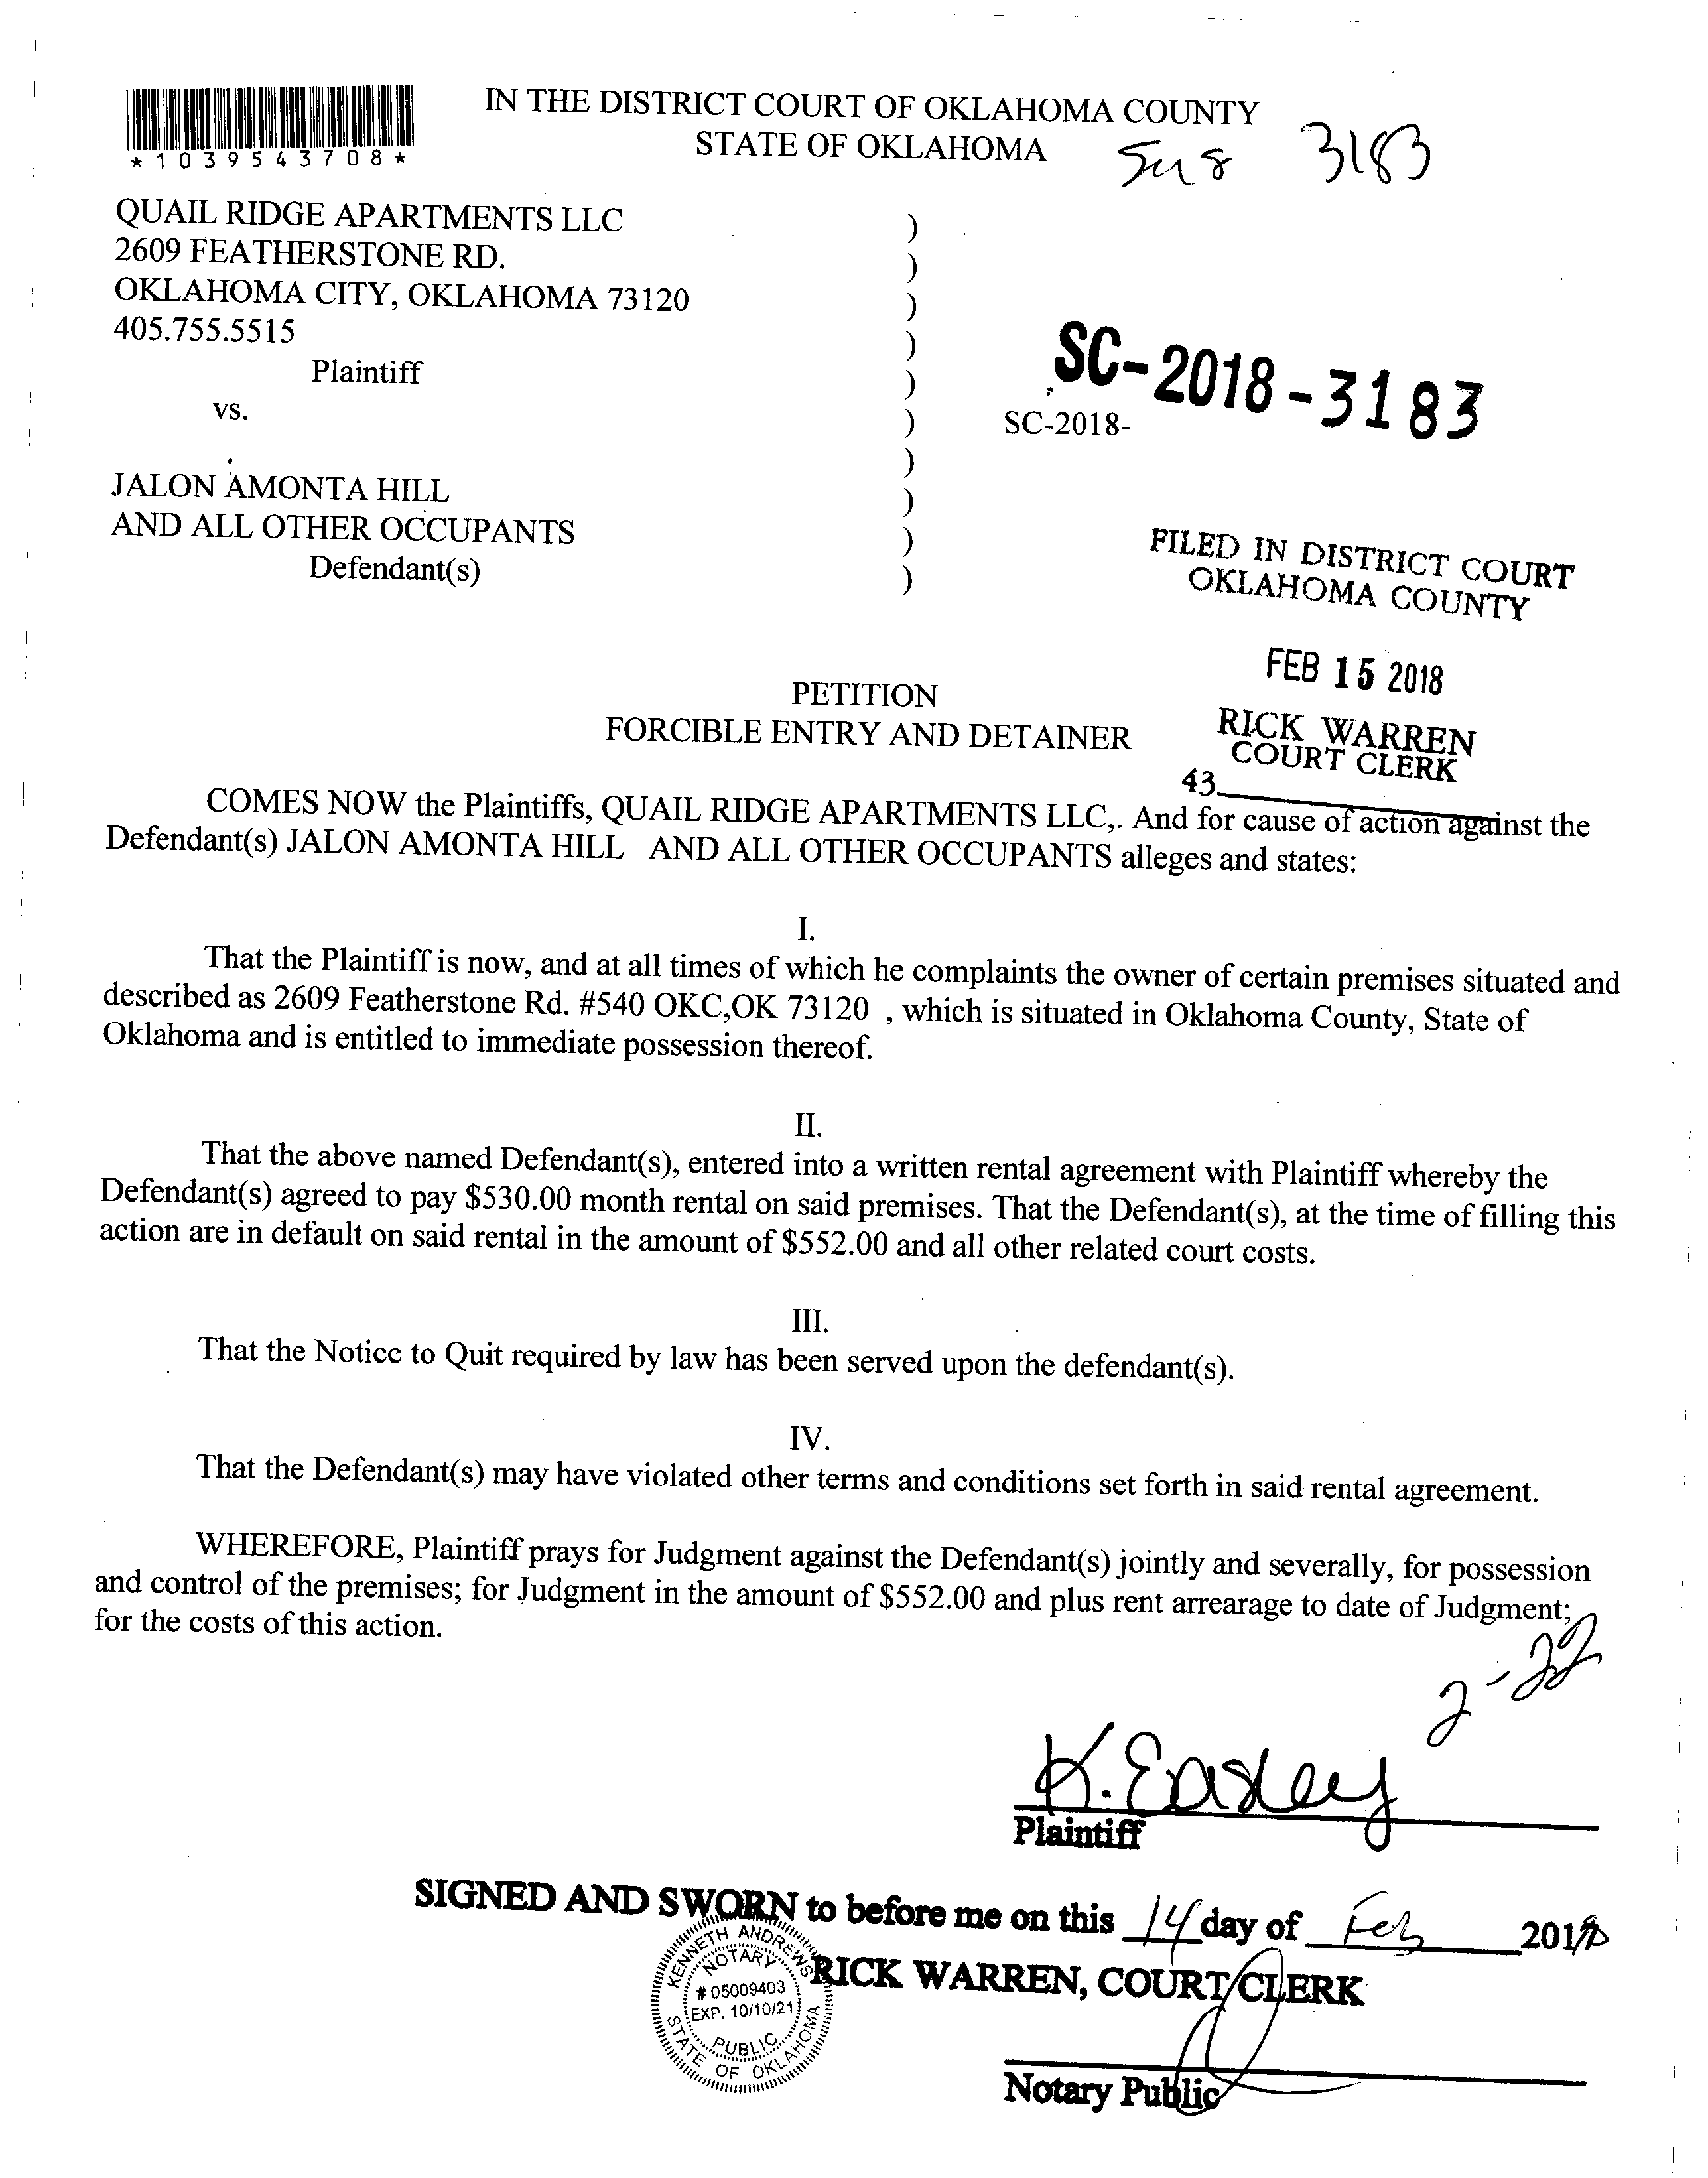 IN THE DISTRICT COURT OF OKLAHOMA COUNTY
STATE OF OKLAHOMA
*1039543708*
3183
QUAIL RIDGE APARTMENTS LLC )
2609 FEATHERSTONE RD. )
OKLAHOMA CITY, OKLAHOMA 73120 )
405.755.5515 )
Plaintiff )
vs. )
SC-2018-
SC-2018-3183
)
JALON AMONTA HILL )
AND ALL OTHER OCCUPANTS )
Defendant(s) )
FILED IN DISTRICT COURT
OKLAHOMA COUNTY
FEB 15 2018
RICK WARREN
COURT CLERK
43
PETITION
FORCIBLE ENTRY AND DETAINER
COMES NOW the Plaintiffs, QUAIL RIDGE APARTMENTS LLC,. And for cause of action against the
Defendant(s) JALON AMONTA HILL AND ALL OTHER OCCUPANTS alleges and states:
I.
That the Plaintiff is now, and at all times of which he complaints the owner of certain premises situated and
described as 2609 Featherstone Rd. #540 OKC,OK 73120 , which is situated in Oklahoma County, State of
Oklahoma and is entitled to immediate possession thereof.
II.
That the above named Defendant(s), entered into a written rental agreement with Plaintiff whereby the
Defendant(s) agreed to pay $530.00 month rental on said premises. That the Defendant(s), at the time of filling this
action are in default on said rental in the amount of $552.00 and all other related court costs.
III.
That the Notice to Quit required by law has been served upon the defendant(s).
IV.
That the Defendant(s) may have violated other terms and conditions set forth in said rental agreement.
WHEREFORE, Plaintiff prays for Judgment against the Defendant(s) jointly and severally, for possession
and control of the premises; for Judgment in the amount of $552.00 and plus rent arrearage to date of Judgment;
for the costs of this action.
K. Easley
Plaintiff
SIGNED AND SWORN to before me on this 14 day of Feb 2018
RICK WARREN, COURT CLERK
KENNETH ANDREWS
NOTARY
#05009403
EXP. 10/10/21
PUBLIC
STATE OF OKLAHOMA
Notary Public